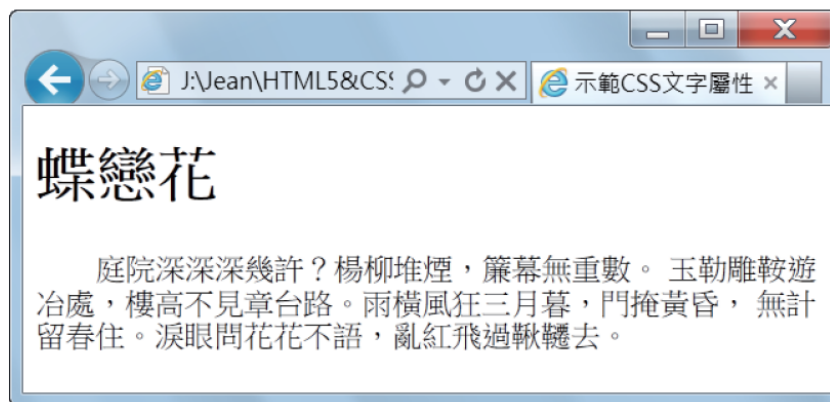 J:\Jean\HTML5&CSS
示範CSS文字屬性
蝶戀花
庭院深深深幾許？楊柳堆煙，簾幕無重數。 玉勒雕鞍遊
冶處，樓高不見章台路。雨橫風狂三月暮，門掩黃昏， 無計
留春住。淚眼問花花不語，亂紅飛過鞦韆去。